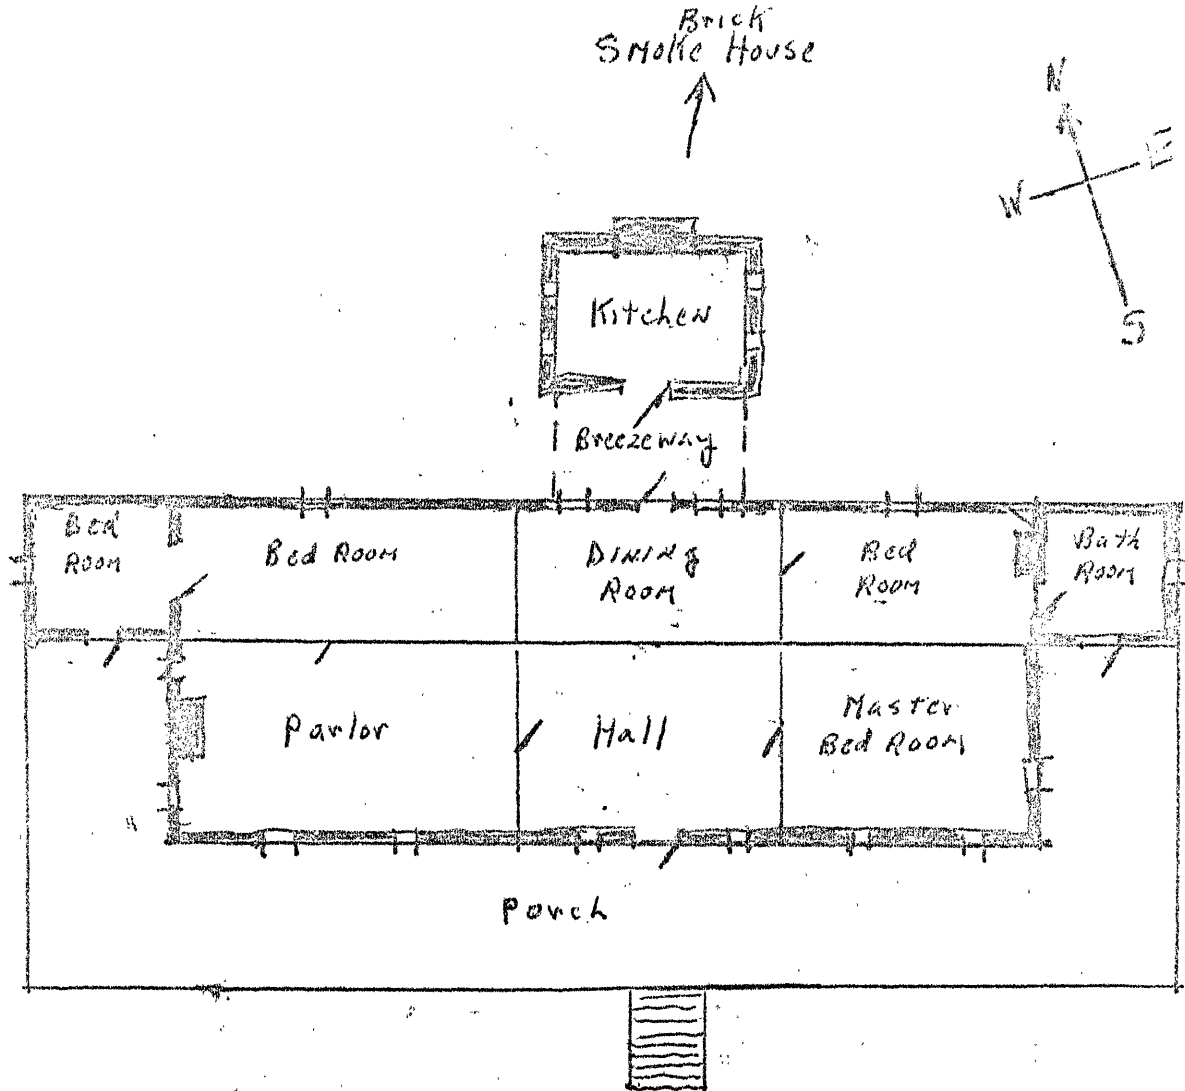 Brick
Smoke House
N
E
W
S
Kitchen
Breezeway
Bed
Room
Bed Room
Dining
Room
Bed
Room
Bath
Room
Parlor
Hall
Master
Bed Room
Porch